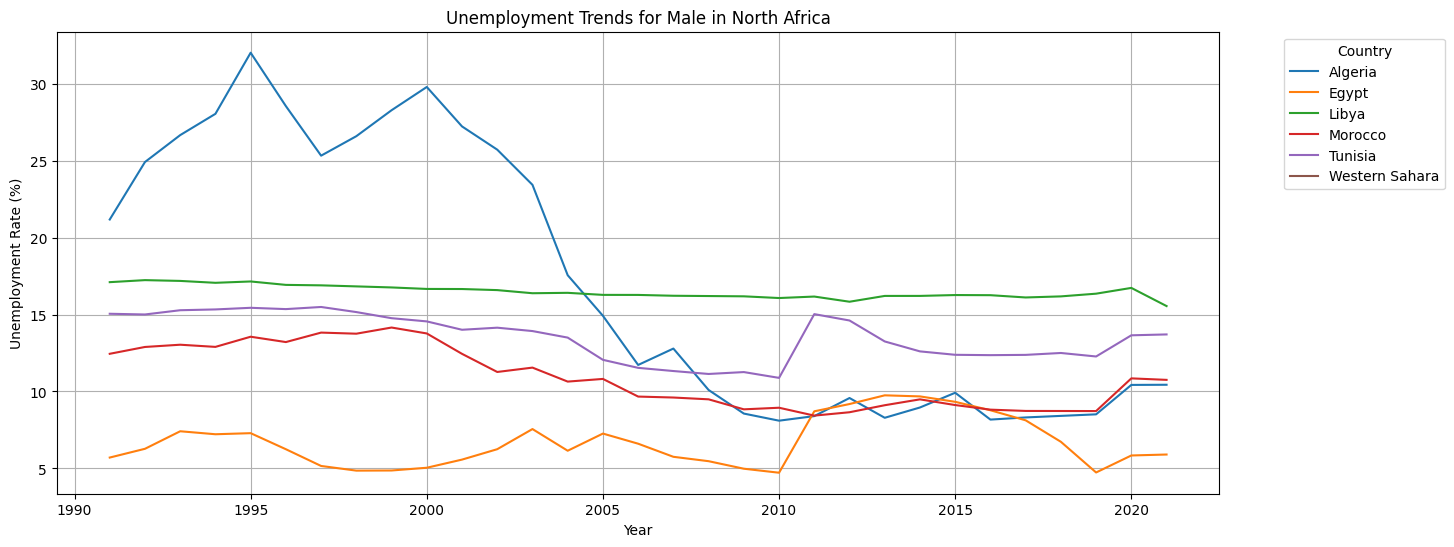 Unemployment Trends for Male in North Africa
Unemployment Rate (%)
30
25
20
15
10
5
1990 1995 2000 2005 2010 2015 2020
Year
Country
Algeria
Egypt
Libya
Morocco
Tunisia
Western Sahara